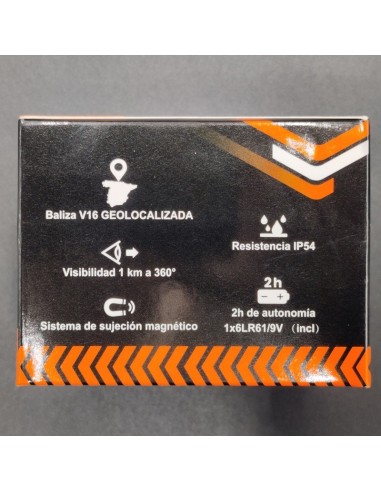 Baliza V16 GEOLOCALIZADA
Visibilidad 1 km a 360°
Sistema de sujeción magnético
Resistencia IP54
2h
2h de autonomía
1x6LR61/9V (incl)